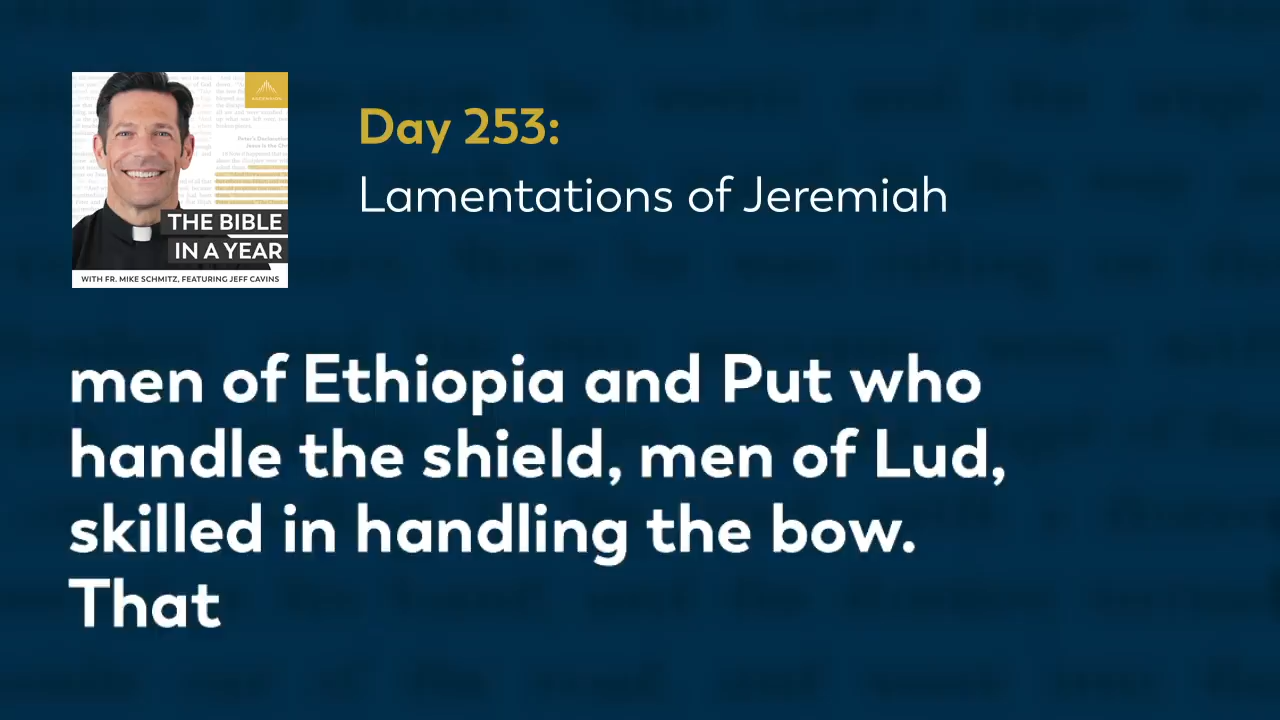 Day 253:
Lamentations of Jeremiah
THE BIBLE
IN A YEAR
WITH FR. MIKE SCHMITZ, FEATURING JEFF CAVINS
men of Ethiopia and Put who
handle the shield, men of Lud,
skilled in handling the bow.
That